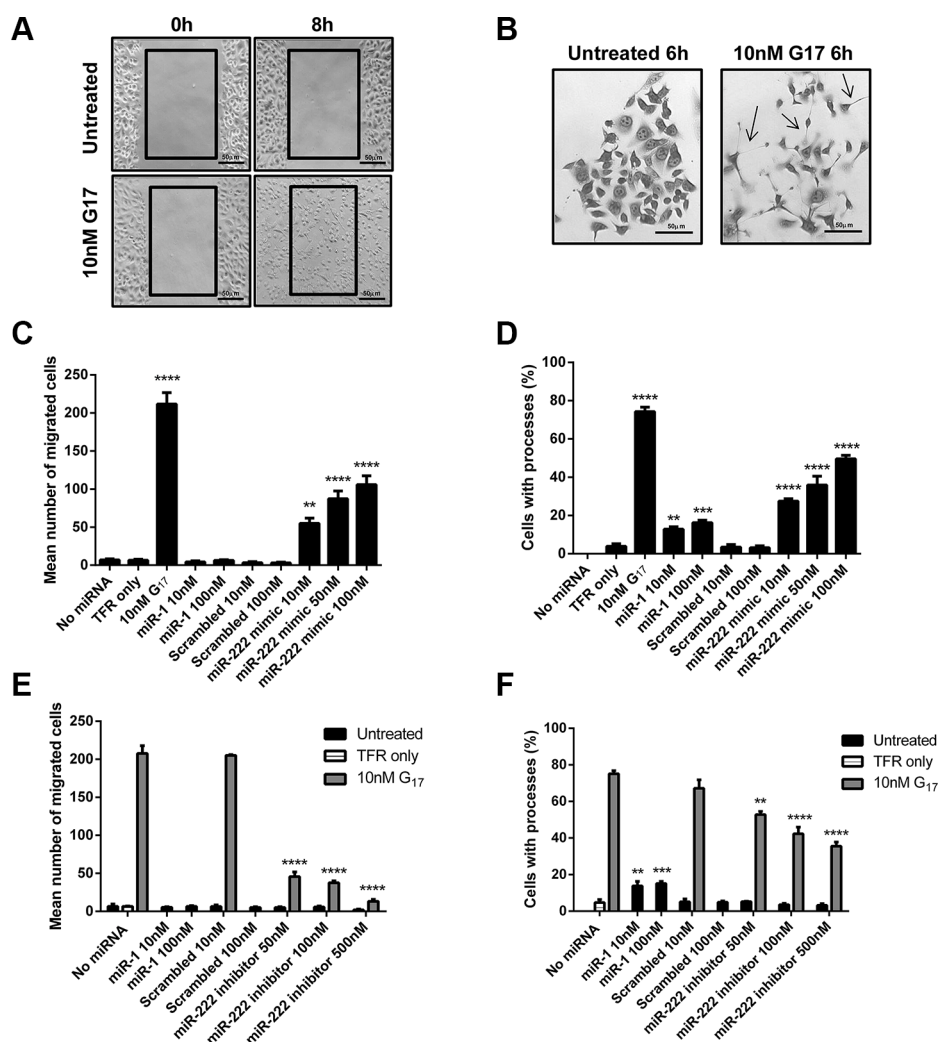 A
0h
8h
Untreated
50µm
50µm
10nM G17
50µm
50µm
B
Untreated 6h
10nM G17 6h
50µm
50µm
C
Mean number of migrated cells
250
200
150
100
50
0
****
**
****
****
No miRNA
TFR only
10nM G17
miR-1 10nM
miR-1 100nM
Scrambled 10nM
Scrambled 100nM
miR-222 mimic 10nM
miR-222 mimic 50nM
miR-222 mimic 100nM
D
Cells with processes (%)
100
80
60
40
20
0
****
**
***
****
****
****
No miRNA
TFR only
10nM G17
miR-1 10nM
miR-1 100nM
Scrambled 10nM
Scrambled 100nM
miR-222 mimic 10nM
miR-222 mimic 50nM
miR-222 mimic 100nM
E
Mean number of migrated cells
250
200
150
100
50
0
Untreated
TFR only
10nM G17
****
****
****
No miRNA
miR-1 10nM
miR-1 100nM
Scrambled 10nM
Scrambled 100nM
miR-222 inhibitor 50nM
miR-222 inhibitor 100nM
miR-222 inhibitor 500nM
F
Cells with processes (%)
100
80
60
40
20
0
Untreated
TFR only
10nM G17
**
***
**
****
****
No miRNA
miR-1 10nM
miR-1 100nM
Scrambled 10nM
Scrambled 100nM
miR-222 inhibitor 50nM
miR-222 inhibitor 100nM
miR-222 inhibitor 500nM